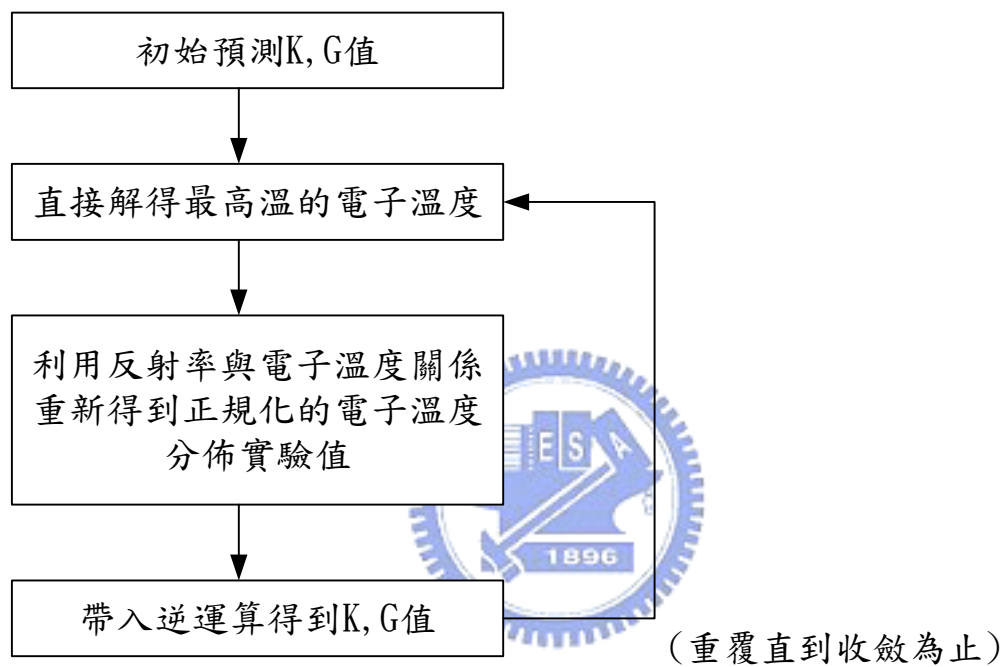 初始預測K,G值
直接解得最高溫的電子溫度
利用反射率與電子溫度關係
重新得到正規化的電子溫度
分佈實驗值
ESA
1896
帶入逆運算得到K,G值
(重覆直到收斂為止)